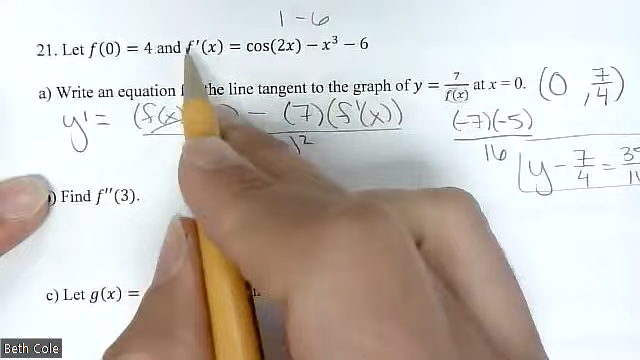 1 - 6
21. Let f(0) = 4 and f'(x) = cos(2x) − x³ − 6
a) Write an equation the line tangent to the graph of y = 7/f(x) at x = 0. (0, 7/4)
y' = (f(x) ) − (7)(f'(x)) (-7)(-5)
² 16 y - 7/4 = 35
) Find f''(3).
c) Let g(x) =
Beth Cole